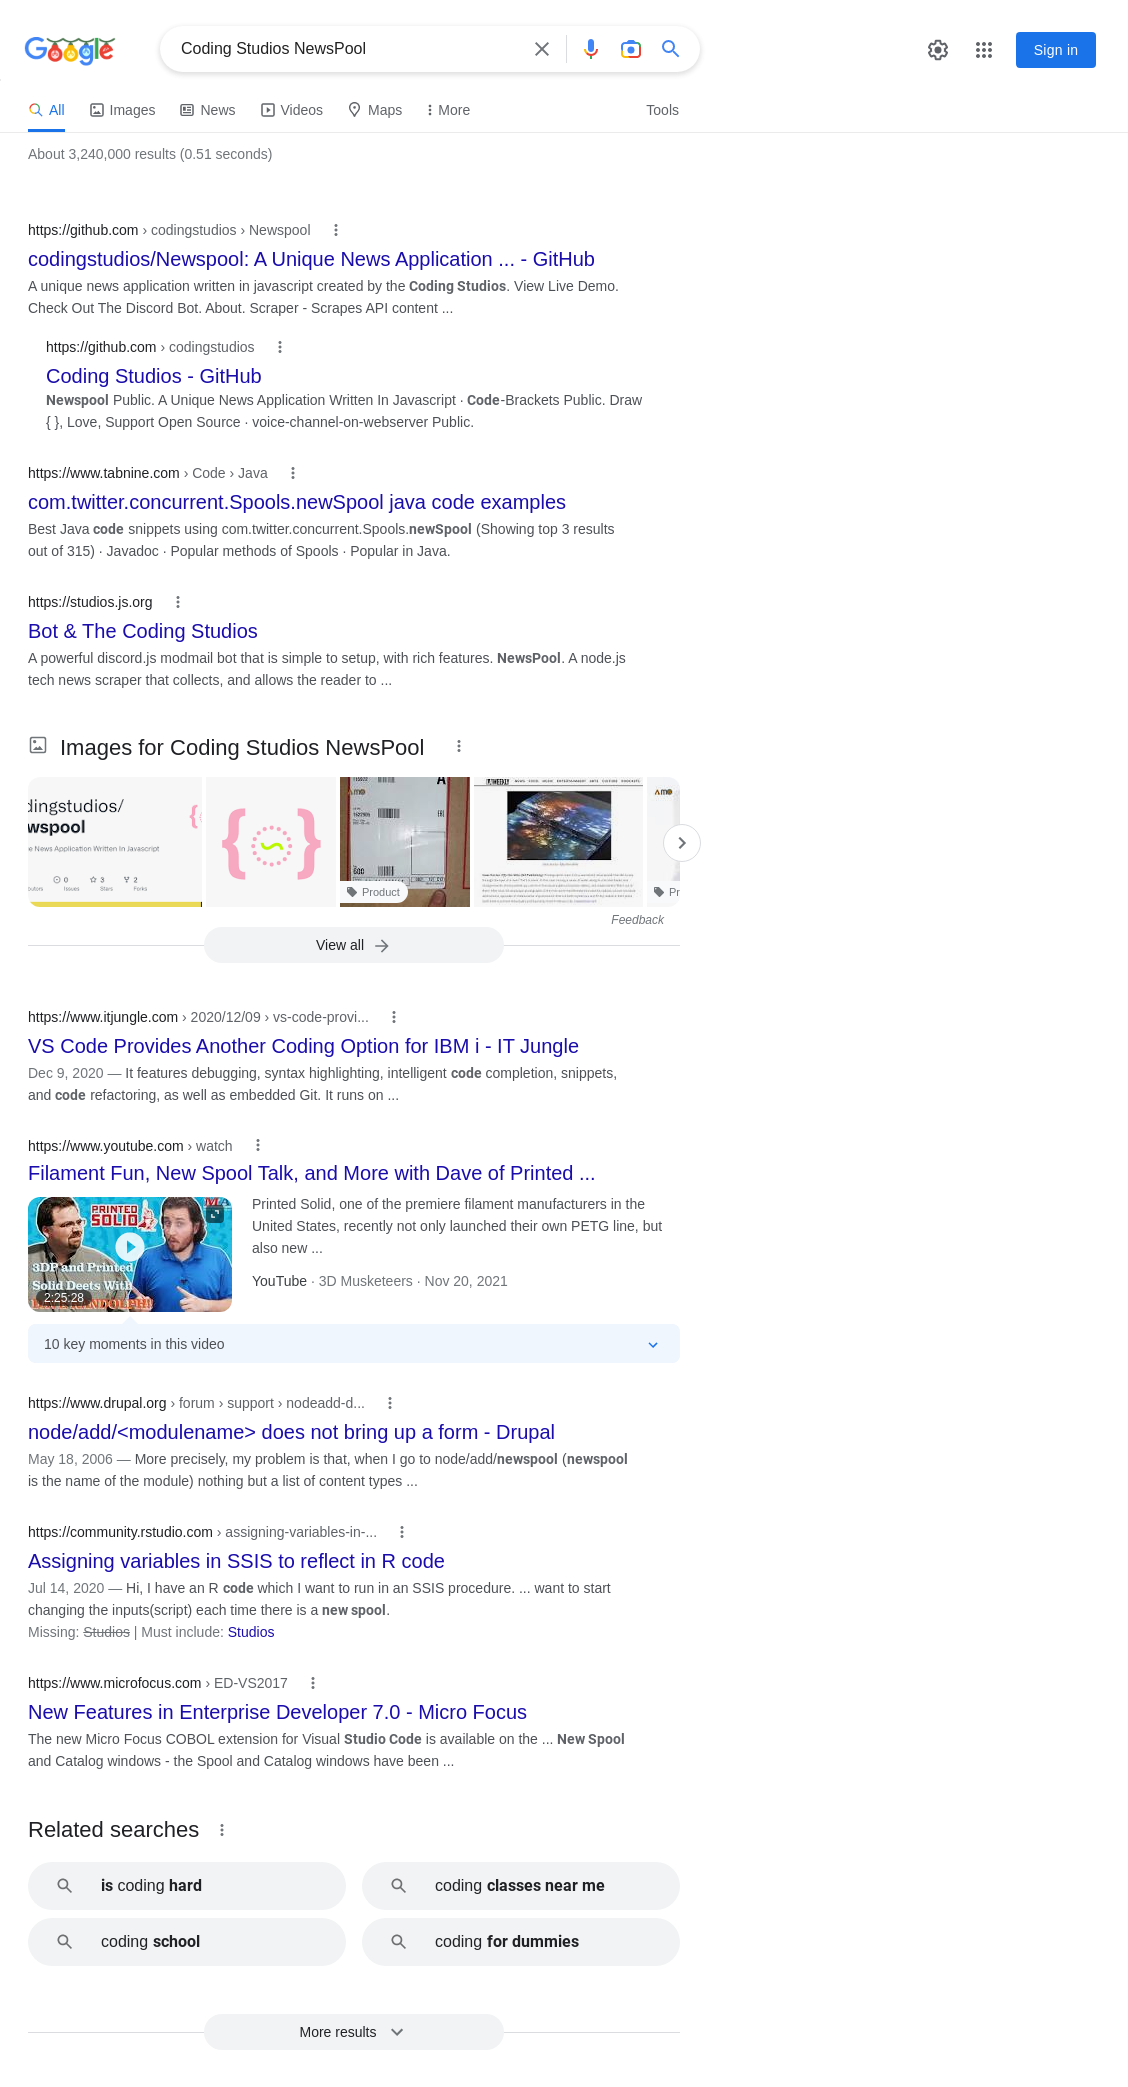 Google
Coding Studios NewsPool
Sign in
All
Images
News
Videos
Maps
More
Tools
About 3,240,000 results (0.51 seconds)
https://github.com › codingstudios › Newspool
codingstudios/Newspool: A Unique News Application ... - GitHub
A unique news application written in javascript created by the Coding Studios. View Live Demo.
Check Out The Discord Bot. About. Scraper - Scrapes API content ...
https://github.com › codingstudios
Coding Studios - GitHub
Newspool Public. A Unique News Application Written In Javascript · Code-Brackets Public. Draw
{ }, Love, Support Open Source · voice-channel-on-webserver Public.
https://www.tabnine.com › Code › Java
com.twitter.concurrent.Spools.newSpool java code examples
Best Java code snippets using com.twitter.concurrent.Spools.newSpool (Showing top 3 results
out of 315) · Javadoc · Popular methods of Spools · Popular in Java.
https://studios.js.org
Bot & The Coding Studios
A powerful discord.js modmail bot that is simple to setup, with rich features. NewsPool. A node.js
tech news scraper that collects, and allows the reader to ...
Images for Coding Studios NewsPool
dingstudios/
wspool
e News Application Written In Javascript
0
3
2
Issues
Stars
Forks
Product
Pr
Feedback
View all
https://www.itjungle.com › 2020/12/09 › vs-code-provi...
VS Code Provides Another Coding Option for IBM i - IT Jungle
Dec 9, 2020 — It features debugging, syntax highlighting, intelligent code completion, snippets,
and code refactoring, as well as embedded Git. It runs on ...
https://www.youtube.com › watch
Filament Fun, New Spool Talk, and More with Dave of Printed ...
PRINTED
SOLID
3DP and Printed
Solid Deets With
2:25:28
Printed Solid, one of the premiere filament manufacturers in the
United States, recently not only launched their own PETG line, but
also new ...
YouTube · 3D Musketeers · Nov 20, 2021
10 key moments in this video
https://www.drupal.org › forum › support › nodeadd-d...
node/add/<modulename> does not bring up a form - Drupal
May 18, 2006 — More precisely, my problem is that, when I go to node/add/newspool (newspool
is the name of the module) nothing but a list of content types ...
https://community.rstudio.com › assigning-variables-in-...
Assigning variables in SSIS to reflect in R code
Jul 14, 2020 — Hi, I have an R code which I want to run in an SSIS procedure. ... want to start
changing the inputs(script) each time there is a new spool.
Missing: Studios | Must include: Studios
https://www.microfocus.com › ED-VS2017
New Features in Enterprise Developer 7.0 - Micro Focus
The new Micro Focus COBOL extension for Visual Studio Code is available on the ... New Spool
and Catalog windows - the Spool and Catalog windows have been ...
Related searches
is coding hard
coding classes near me
coding school
coding for dummies
More results